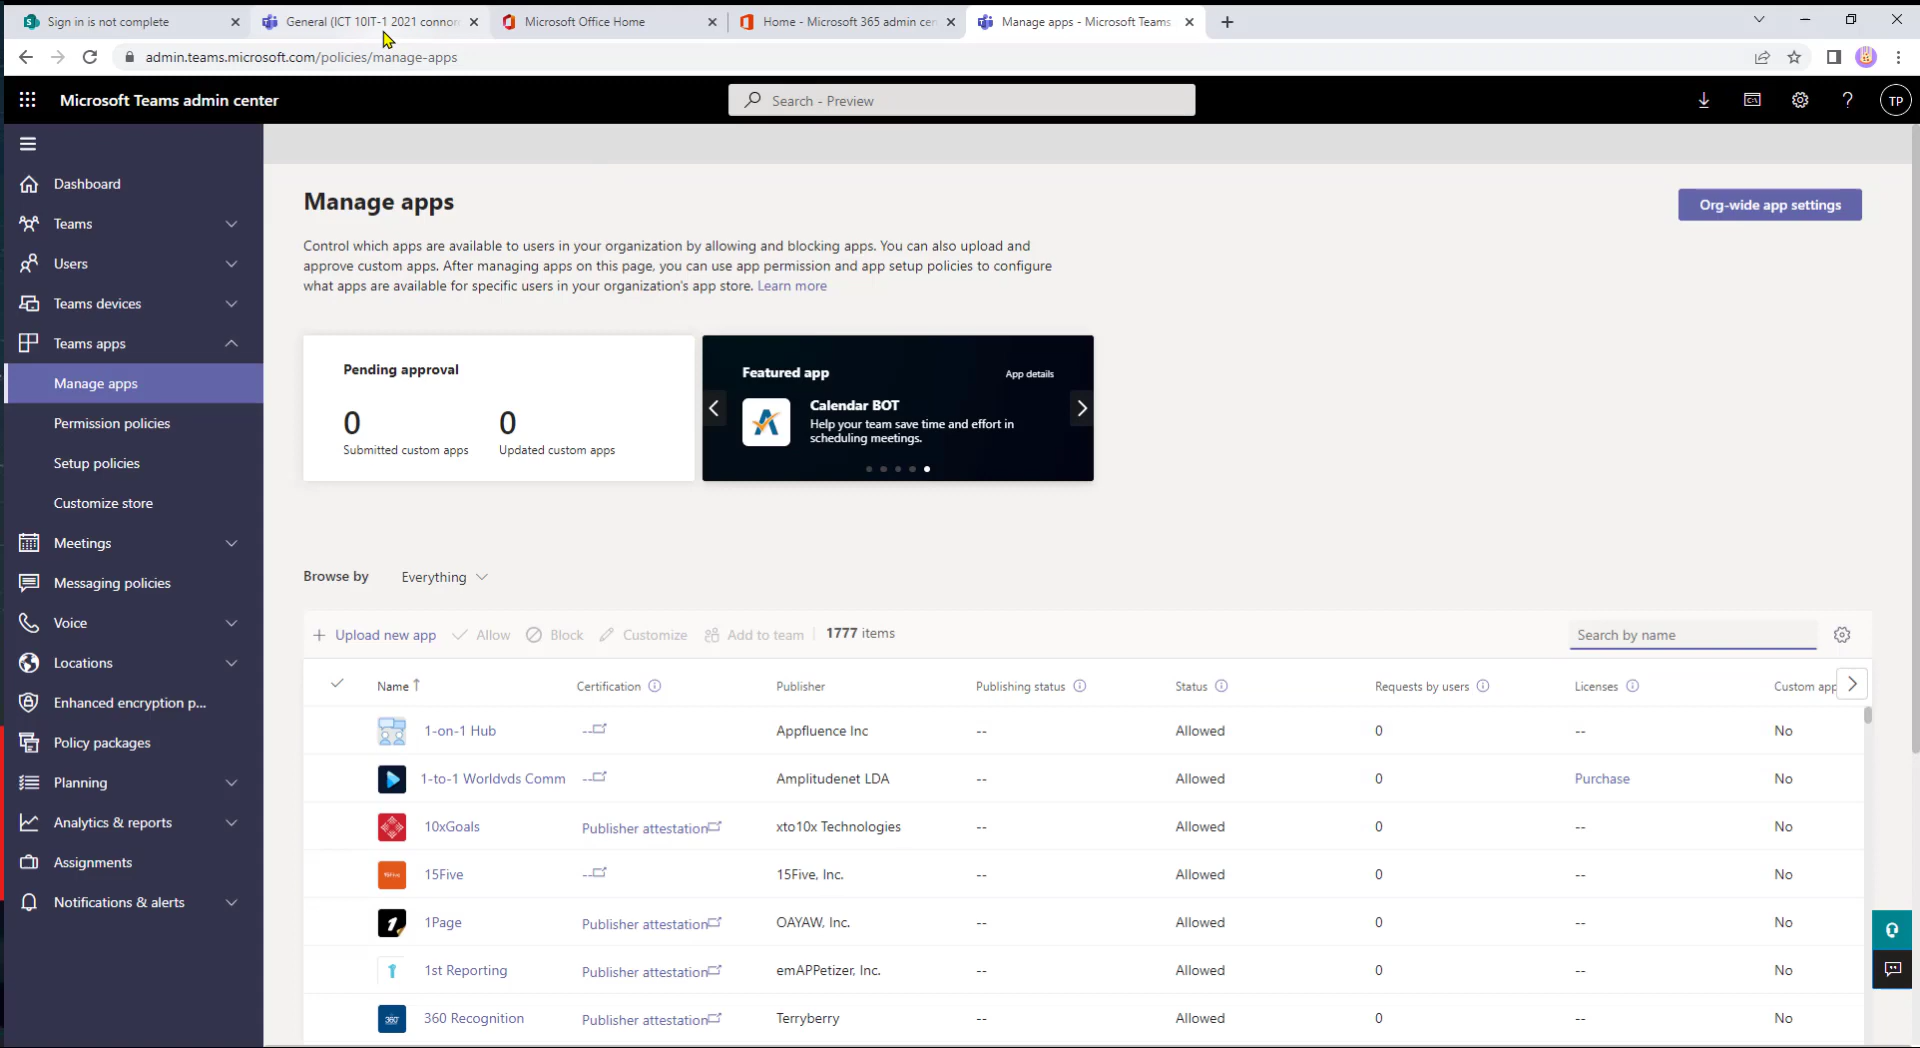 Sign in is not complete
General (ICT 10IT-1 2021 connor
Microsoft Office Home
Home - Microsoft 365 admin cen
Manage apps - Microsoft Teams
admin.teams.microsoft.com/policies/manage-apps
Microsoft Teams admin center
Search - Preview
TP
Dashboard
Teams
Users
Teams devices
Teams apps
Manage apps
Permission policies
Setup policies
Customize store
Meetings
Messaging policies
Voice
Locations
Enhanced encryption p...
Policy packages
Planning
Analytics & reports
Assignments
Notifications & alerts
Manage apps
Org-wide app settings
Control which apps are available to users in your organization by allowing and blocking apps. You can also upload and
approve custom apps. After managing apps on this page, you can use app permission and app setup policies to configure
what apps are available for specific users in your organization's app store. Learn more
Pending approval
0 0
Submitted custom apps Updated custom apps
Featured app App details
Calendar BOT
Help your team save time and effort in
scheduling meetings.
Browse by Everything
Upload new app Allow Block Customize Add to team 1777 items Search by name
Name Certification Publisher Publishing status Status Requests by users Licenses Custom app
1-on-1 Hub -- Appfluence Inc -- Allowed 0 -- No
1-to-1 Worldvds Comm -- Amplitudenet LDA -- Allowed 0 Purchase No
10xGoals Publisher attestation xto10x Technologies -- Allowed 0 -- No
15Five -- 15Five, Inc. -- Allowed 0 -- No
1Page Publisher attestation OAYAW, Inc. -- Allowed 0 -- No
1st Reporting Publisher attestation emAPPetizer, Inc. -- Allowed 0 -- No
360 Recognition Publisher attestation Terryberry -- Allowed 0 -- No